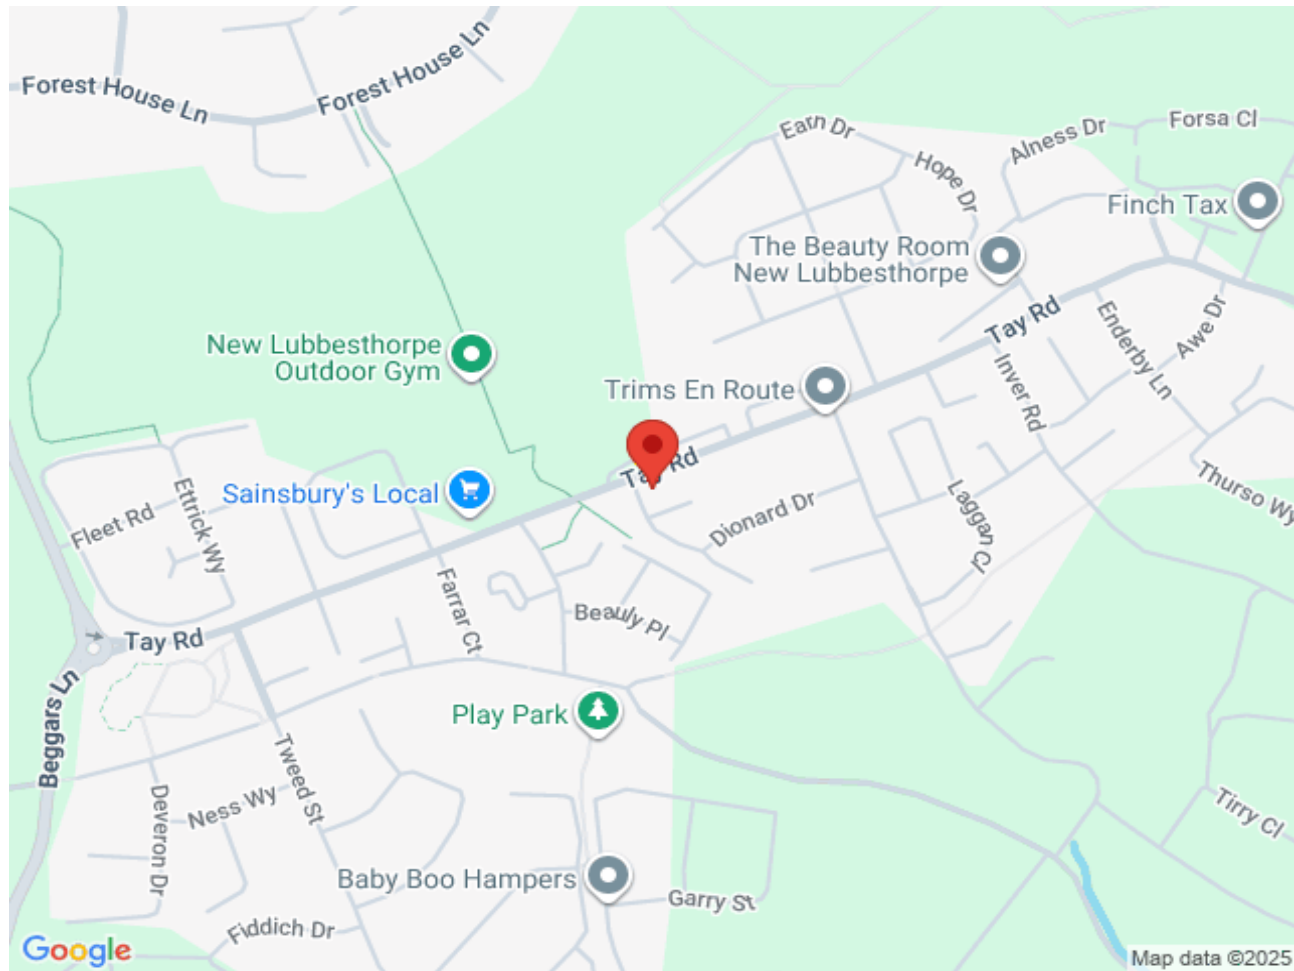 Forest House Ln
Forest House Ln
Earn Dr
Hope Dr
Alness Dr
Forsa Cl
Finch Tax
The Beauty Room
New Lubbesthorpe
Tay Rd
Enderby Ln
Awe Dr
Inver Rd
New Lubbesthorpe
Outdoor Gym
Trims En Route
Tay Rd
Sainsbury's Local
Fleet Rd
Ettrick Wy
Dionard Dr
Laggan Cl
Thurso Wy
Farrar Ct
Beauly Pl
Tay Rd
Beggars Ln
Play Park
Tweed St
Ness Wy
Deveron Dr
Tirry Cl
Baby Boo Hampers
Garry St
Fiddich Dr
Google
Map data ©2025